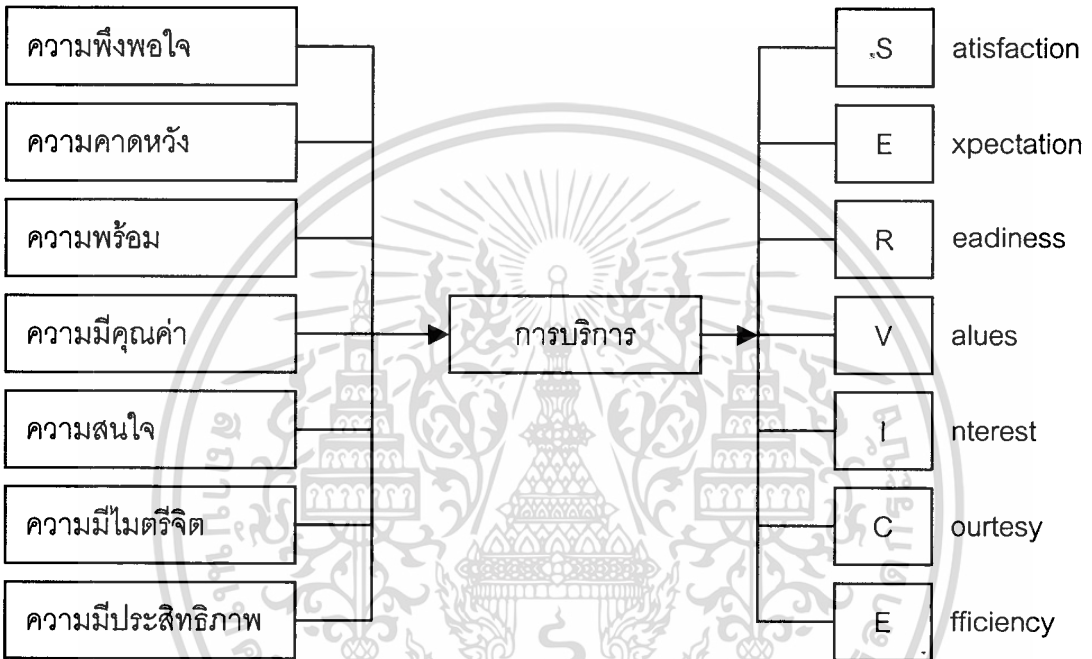 ความพึงพอใจ
S atisfaction
ความคาดหวัง
E xpectation
ความพร้อม
R eadiness
ความมีคุณค่า
การบริการ
V alues
ความสนใจ
I nterest
ความมีไมตรีจิต
C ourtesy
ความมีประสิทธิภาพ
E fficiency